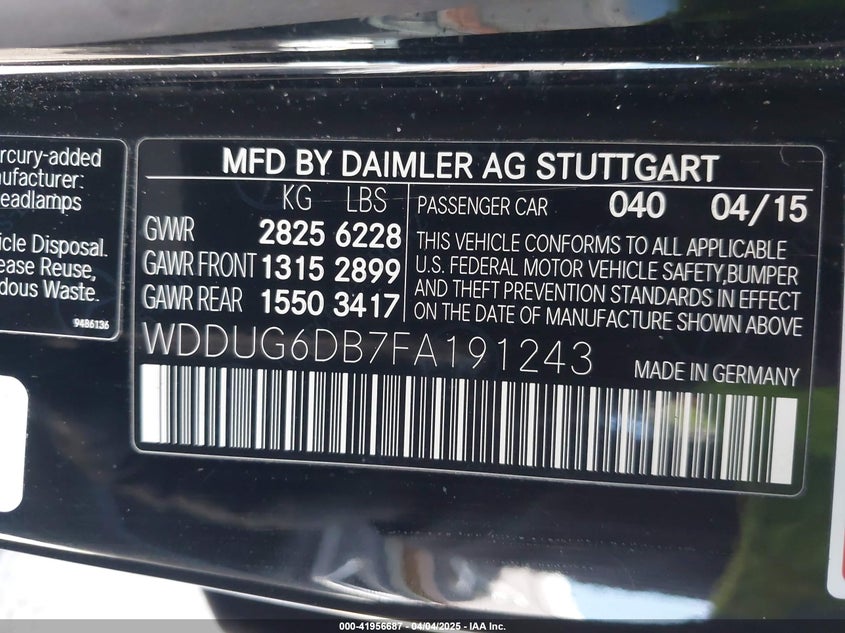 rcury-added
nufacturer:
eadlamps
icle Disposal.
ease Reuse,
dous Waste.
9486136
MFD BY DAIMLER AG STUTTGART
KG LBS
GVWR 2825 6228
GAWR FRONT 1315 2899
GAWR REAR 1550 3417
PASSENGER CAR 040 04/15
THIS VEHICLE CONFORMS TO ALL APPLICABLE
U.S. FEDERAL MOTOR VEHICLE SAFETY,BUMPER
AND THEFT PREVENTION STANDARDS IN EFFECT
ON THE DATE OF MANUFACTURE SHOWN ABOVE
WDDUG6DB7FA191243
MADE IN GERMANY
000-41956687 - 04/04/2025 - IAA Inc.